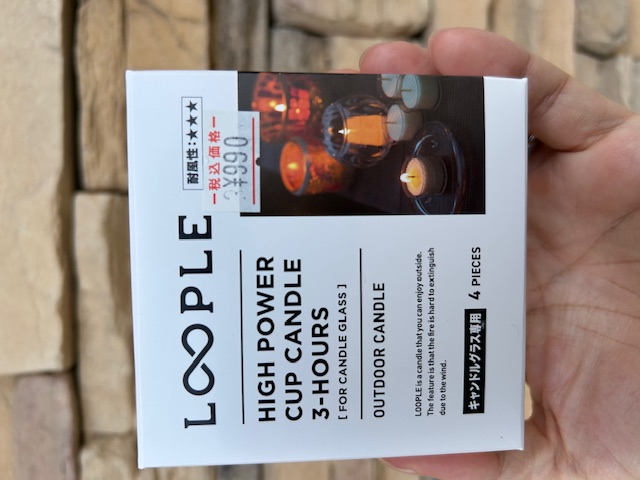 耐風性:★★★
税込価格
¥990
LOOPLE
HIGH POWER
CUP CANDLE
3-HOURS
[ FOR CANDLE GLASS ]
OUTDOOR CANDLE
LOOPLE is a candle that you can enjoy outside.
The feature is that the fire is hard to extinguish
due to the wind.
キャンドルグラス専用 4 PIECES